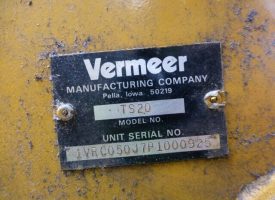 Vermeer
MANUFACTURING COMPANY
Pella, Iowa 50219
TS20
MODEL NO.
UNIT SERIAL NO.
1VRC050J7P1000925